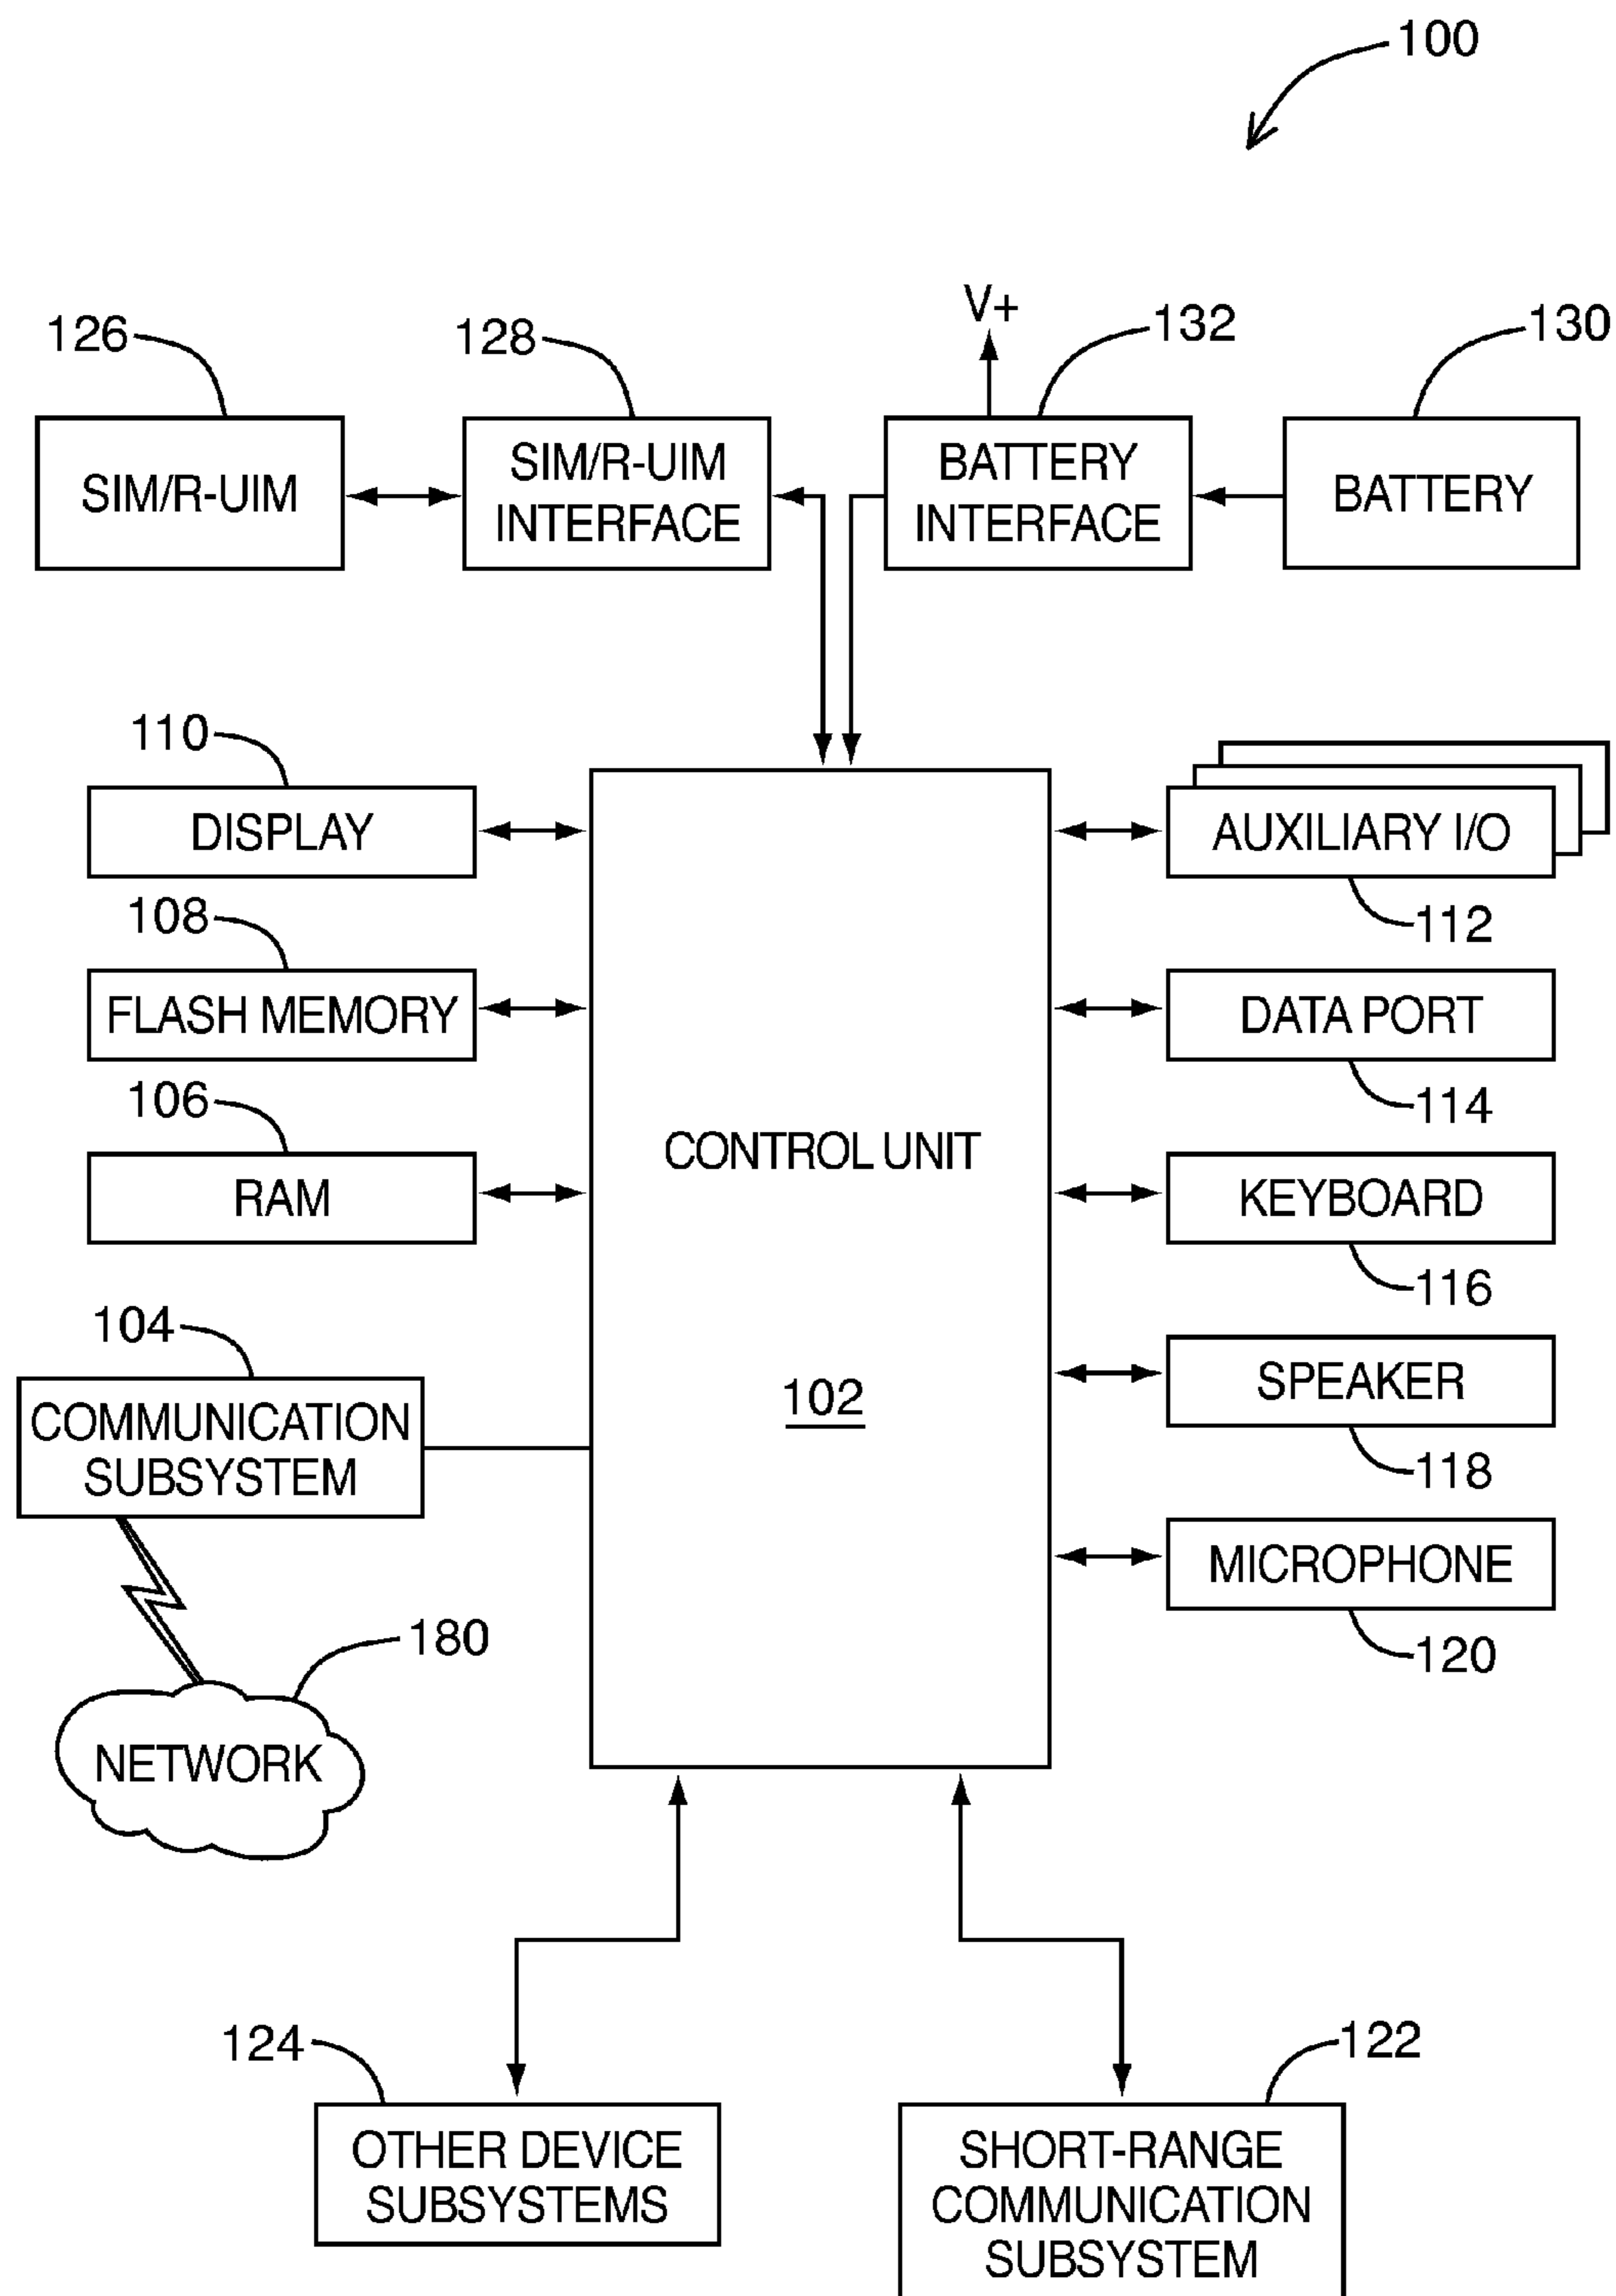 100
V+
126
128
132
130
SIM/R-UIM
SIM/R-UIM
INTERFACE
BATTERY
INTERFACE
BATTERY
110
DISPLAY
AUXILIARY I/O
112
108
FLASH MEMORY
DATA PORT
114
106
RAM
CONTROL UNIT
102
KEYBOARD
116
104
COMMUNICATION
SUBSYSTEM
SPEAKER
118
MICROPHONE
120
180
NETWORK
124
OTHER DEVICE
SUBSYSTEMS
122
SHORT-RANGE
COMMUNICATION
SUBSYSTEM